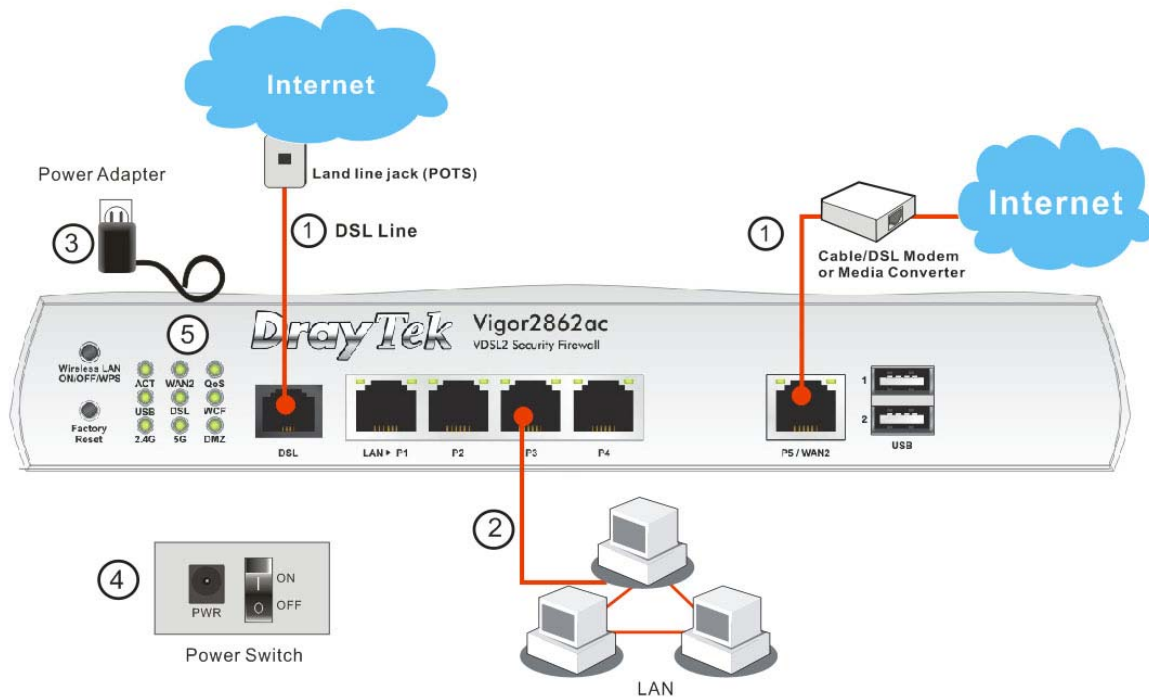 Internet
Land line jack (POTS)
Power Adapter
3
1 DSL Line
Internet
1
Cable/DSL Modem
or Media Converter
5
DrayTek
Vigor2862ac
VDSL2 Security Firewall
Wireless LAN
ON/OFF/WPS
Factory
Reset
ACT WAN2 QoS
USB DSL WCF
2.4G 5G DMZ
DSL
LAN▶ P1
P2
P3
P4
P5 / WAN2
1
2
USB
2
4
PWR
I ON
O OFF
Power Switch
LAN